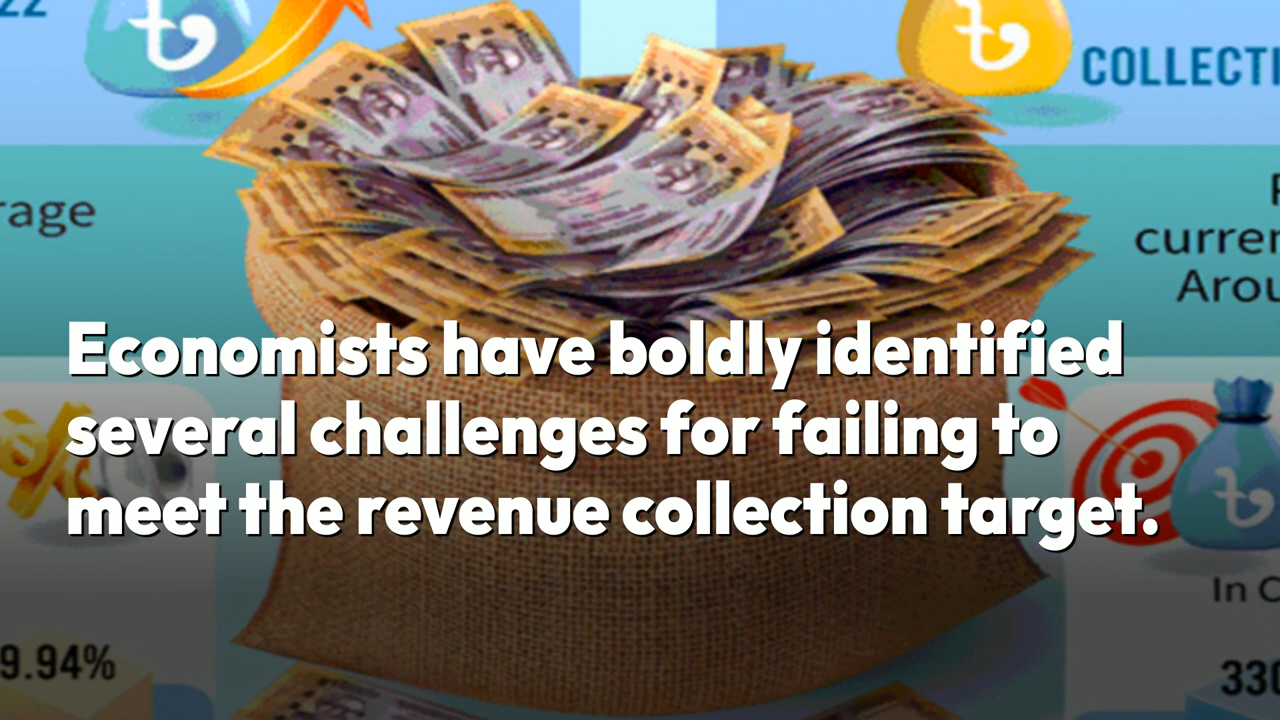 COLLECTI
rage
curren
Arou
Economists have boldly identified
several challenges for failing to
meet the revenue collection target.
In C
9.94%
330